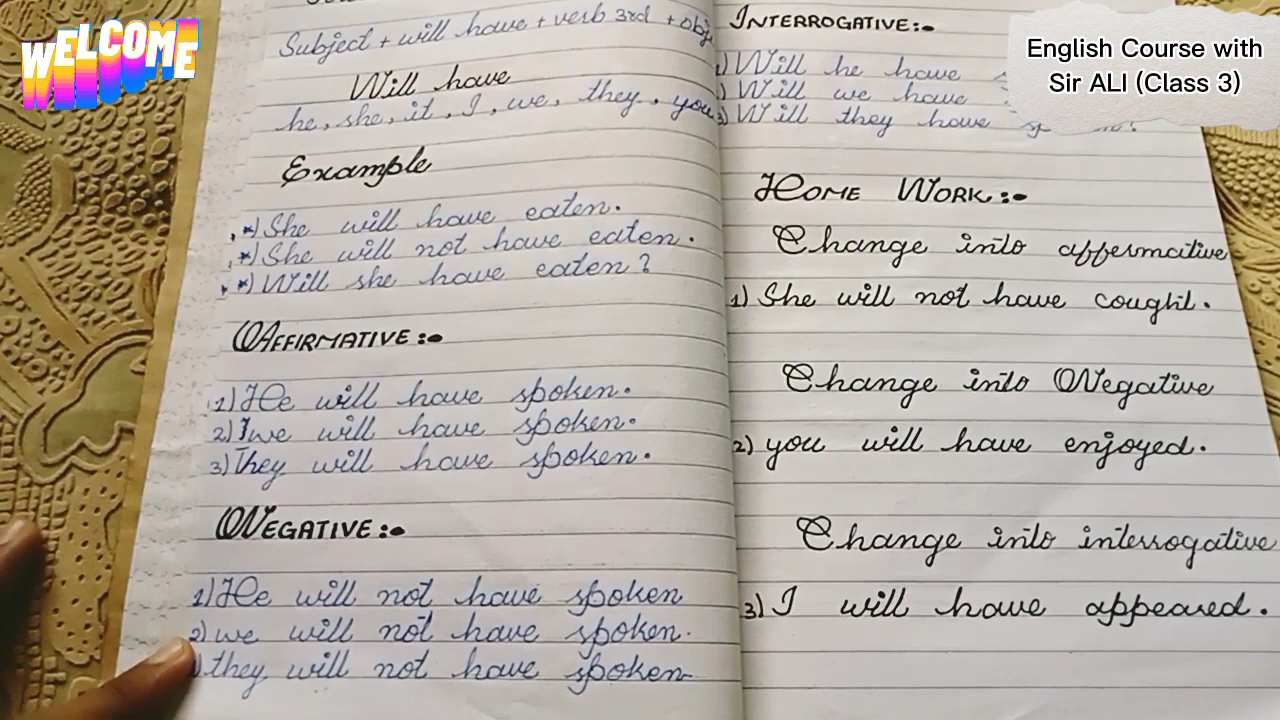 WELCOME
English Course with
Sir ALI (Class 3)
Subject + will have + verb 3rd + obj
Will have
he, she, it, I, we, they, you
Example
*) She will have eaten.
*) She will not have eaten.
*) Will she have eaten?
AFFIRMATIVE:-
1) He will have spoken.
2) we will have spoken.
3) They will have spoken.
NEGATIVE:-
1) He will not have spoken
2) we will not have spoken.
they will not have spoken-
INTERROGATIVE:-
Will he have
Will we have
3) Will they have
HOME WORK:-
Change into affermative
1) She will not have cought.
Change into Negative
2) you will have enjoyed.
Change into interrogative
3) I will have appeared.